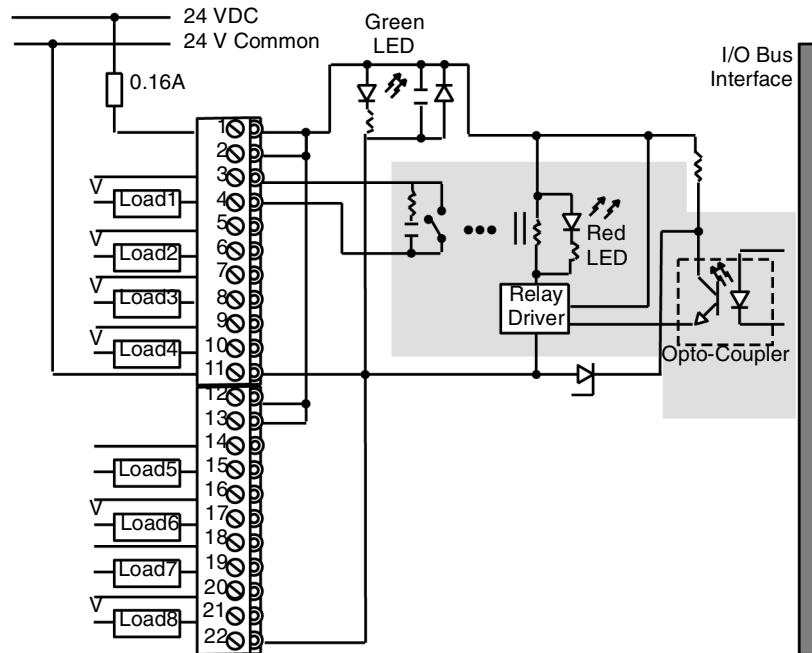 24 VDC
24 V Common
0.16A
Green
LED
I/O Bus
Interface
1
2
3
V
Load1
4
5
V
Load2
6
7
V
Load3
8
9
V
Load4
10
11
Red
LED
Relay
Driver
Opto-Coupler
12
13
14
Load5
15
16
V
Load6
17
18
Load7
19
20
V
Load8
21
22